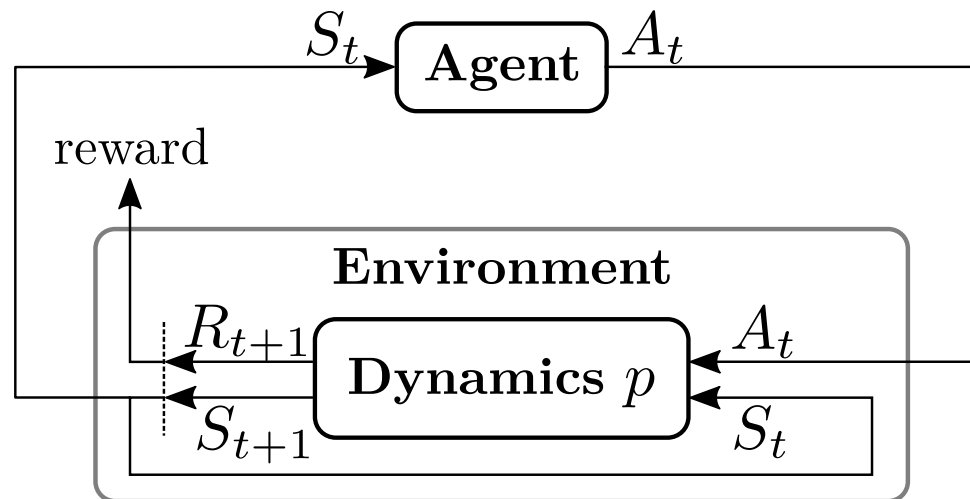 S_t Agent A_t
reward
Environment
R_{t+1} A_t
Dynamics p
S_{t+1} S_t